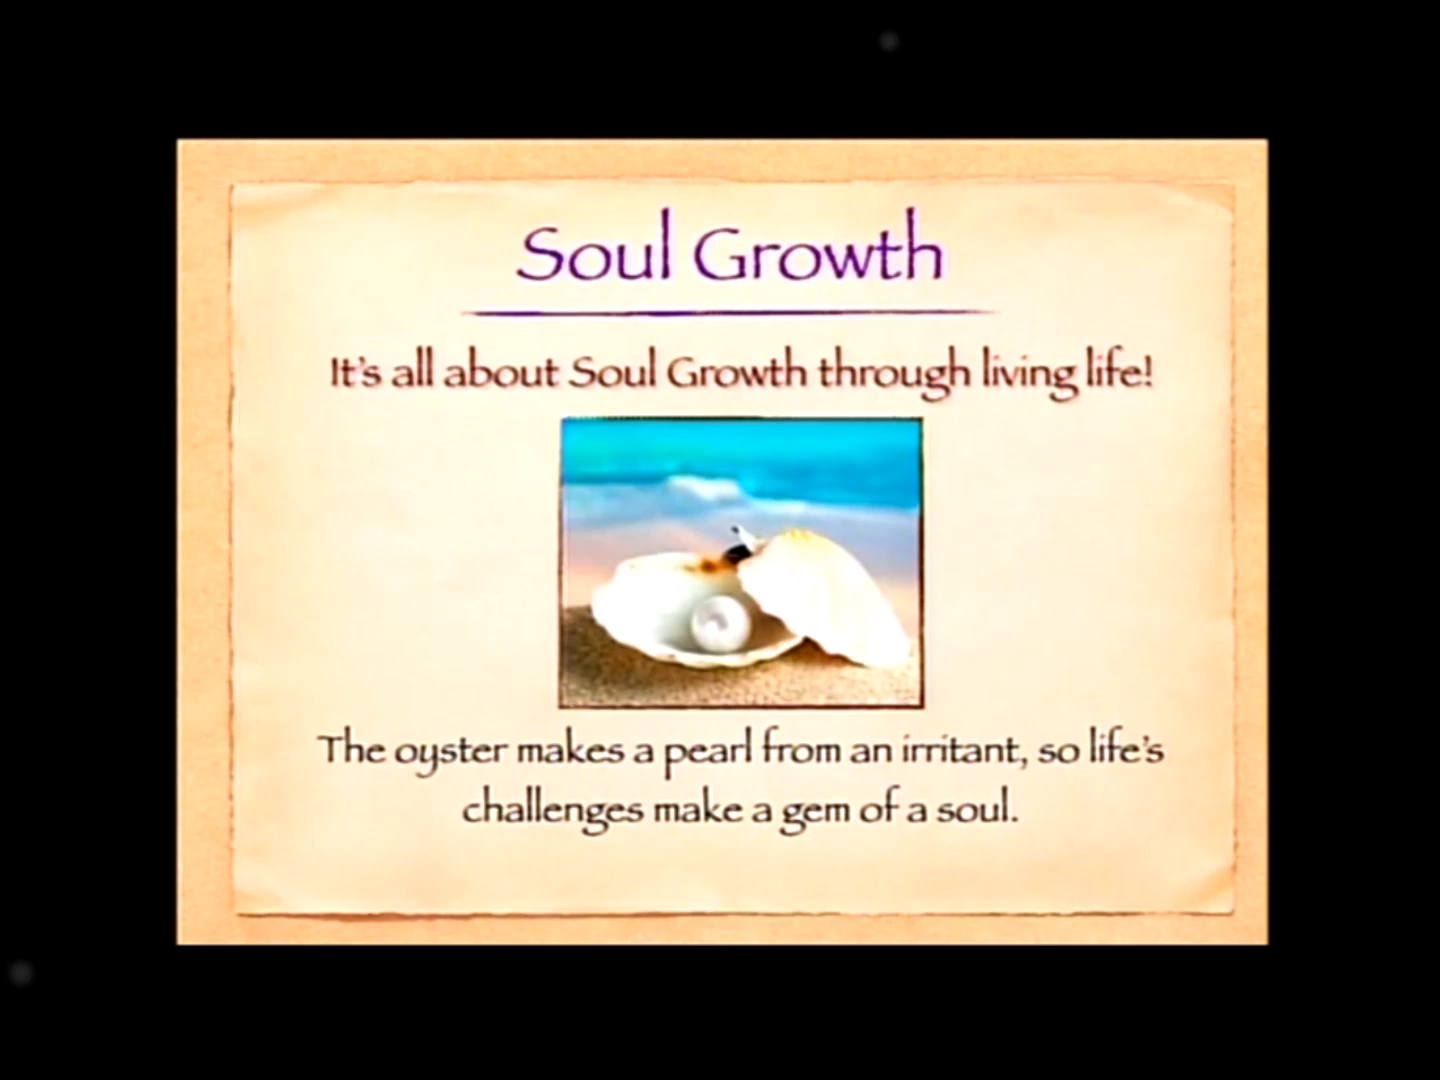 Soul Growth
It's all about Soul Growth through living life!
The oyster makes a pearl from an irritant, so life's
challenges make a gem of a soul.